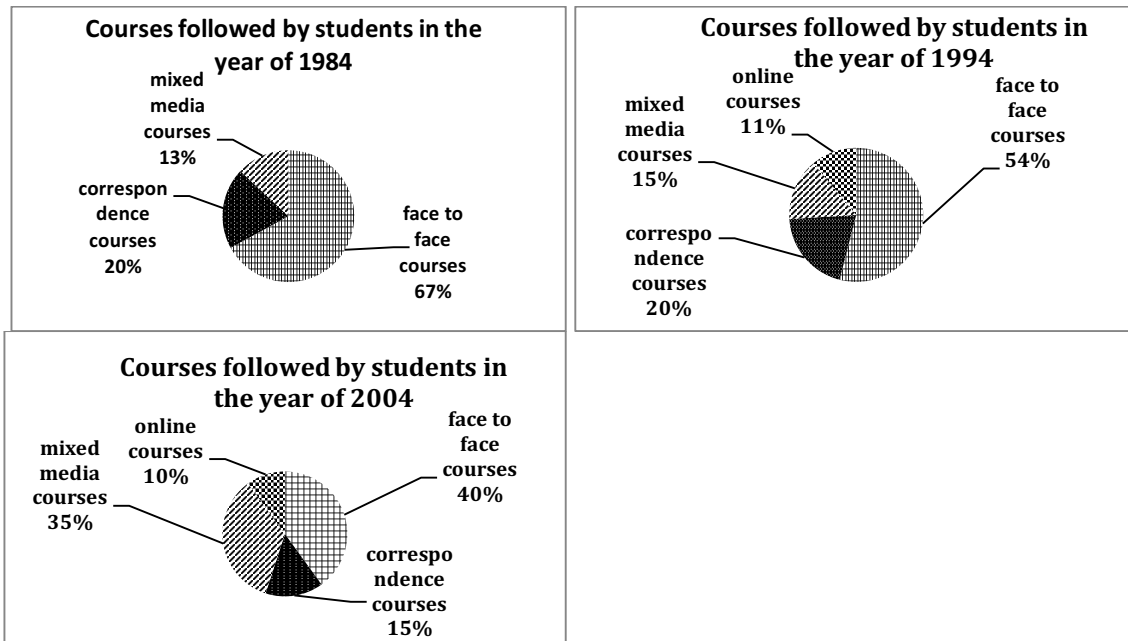 Courses followed by students in the
year of 1984
mixed
media
courses
13%
correspon
dence
courses
20%
face to
face
courses
67%
Courses followed by students in
the year of 1994
online
courses
11%
face to
face
courses
54%
mixed
media
courses
15%
correspo
ndence
courses
20%
Courses followed by students in
the year of 2004
online
courses
10%
face to
face
courses
40%
mixed
media
courses
35%
correspo
ndence
courses
15%